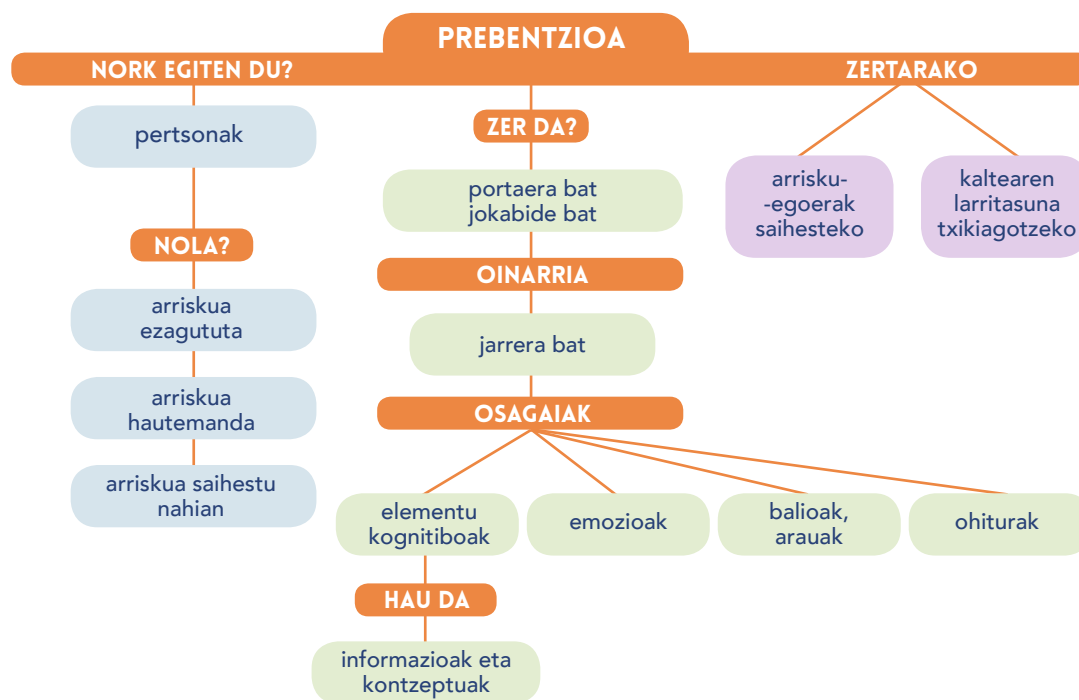 PREBENTZIOA
NORK EGITEN DU?
pertsonak
NOLA?
arriskua
ezagututa
arriskua
hautemanda
arriskua saihestu
nahian
ZER DA?
portaera bat
jokabide bat
OINARRIA
jarrera bat
OSAGAIAK
elementu
kognitiboak
HAU DA
informazioak eta
kontzeptuak
emozioak
balioak,
arauak
ohiturak
ZERTARAKO
arrisku-
-egoerak
saihesteko
kaltearen
larritasuna
txikiagotzeko